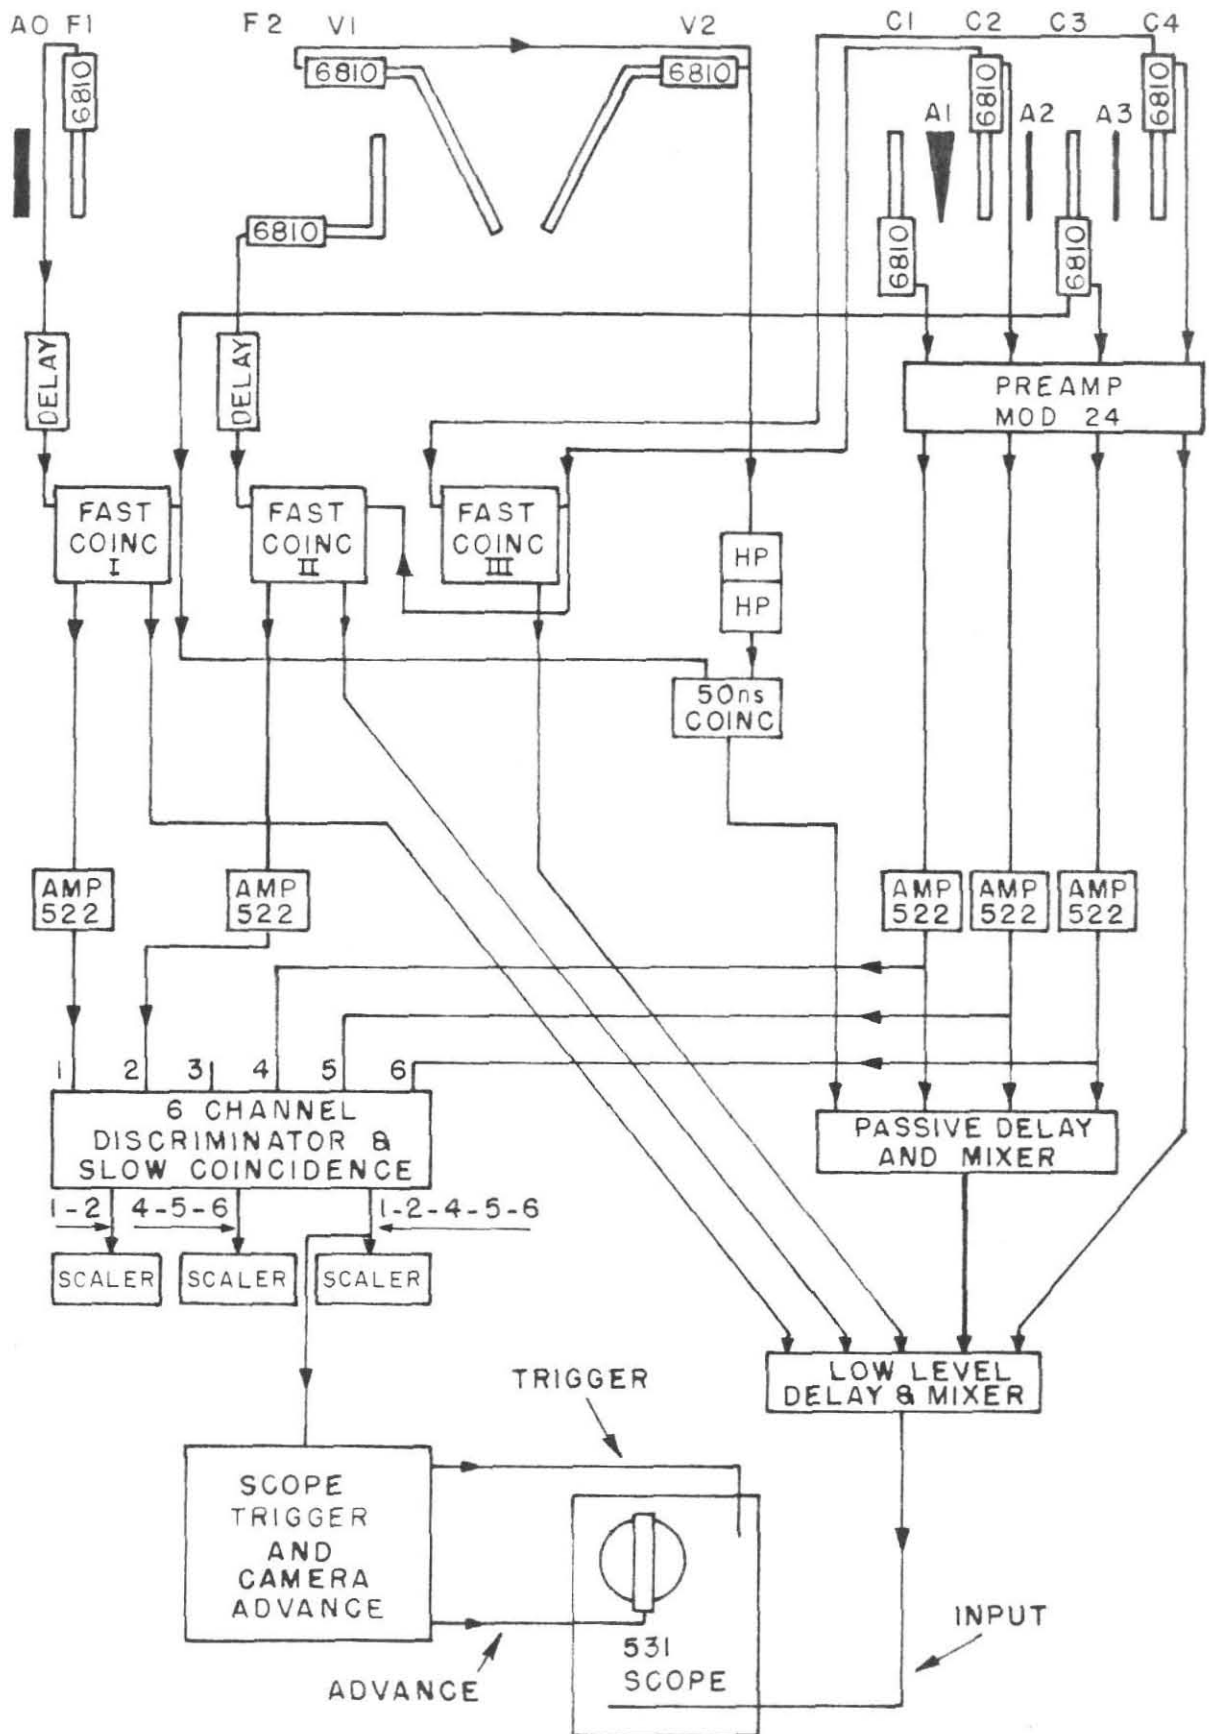 A0 F1 F2 V1 V2 C1 C2 C3 C4
6810
6810
6810
6810
6810
A1 A2 A3
6810
6810
6810
DELAY
DELAY
PREAMP
MOD 24
FAST
COINC
I
FAST
COINC
II
FAST
COINC
III
HP
HP
50ns
COINC
AMP
522
AMP
522
AMP
522
AMP
522
AMP
522
1 2 3 4 5 6
6 CHANNEL
DISCRIMINATOR &
SLOW COINCIDENCE
PASSIVE DELAY
AND MIXER
1-2 4-5-6 1-2-4-5-6
SCALER
SCALER
SCALER
LOW LEVEL
DELAY & MIXER
TRIGGER
SCOPE
TRIGGER
AND
CAMERA
ADVANCE
531
SCOPE
INPUT
ADVANCE